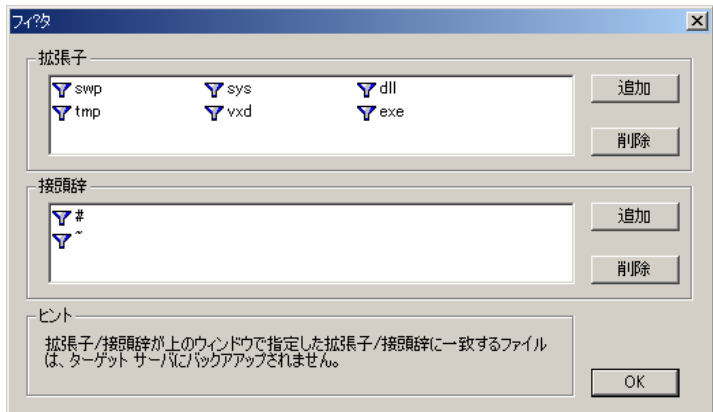 フィ?タ
拡張子
swp sys dll
tmp vxd exe
追加
削除
接頭辞
#
~
追加
削除
ヒント
拡張子/接頭辞が上のウィンドウで指定した拡張子/接頭辞に一致するファイル
は、ターゲット サーバにバックアアップされません。
OK